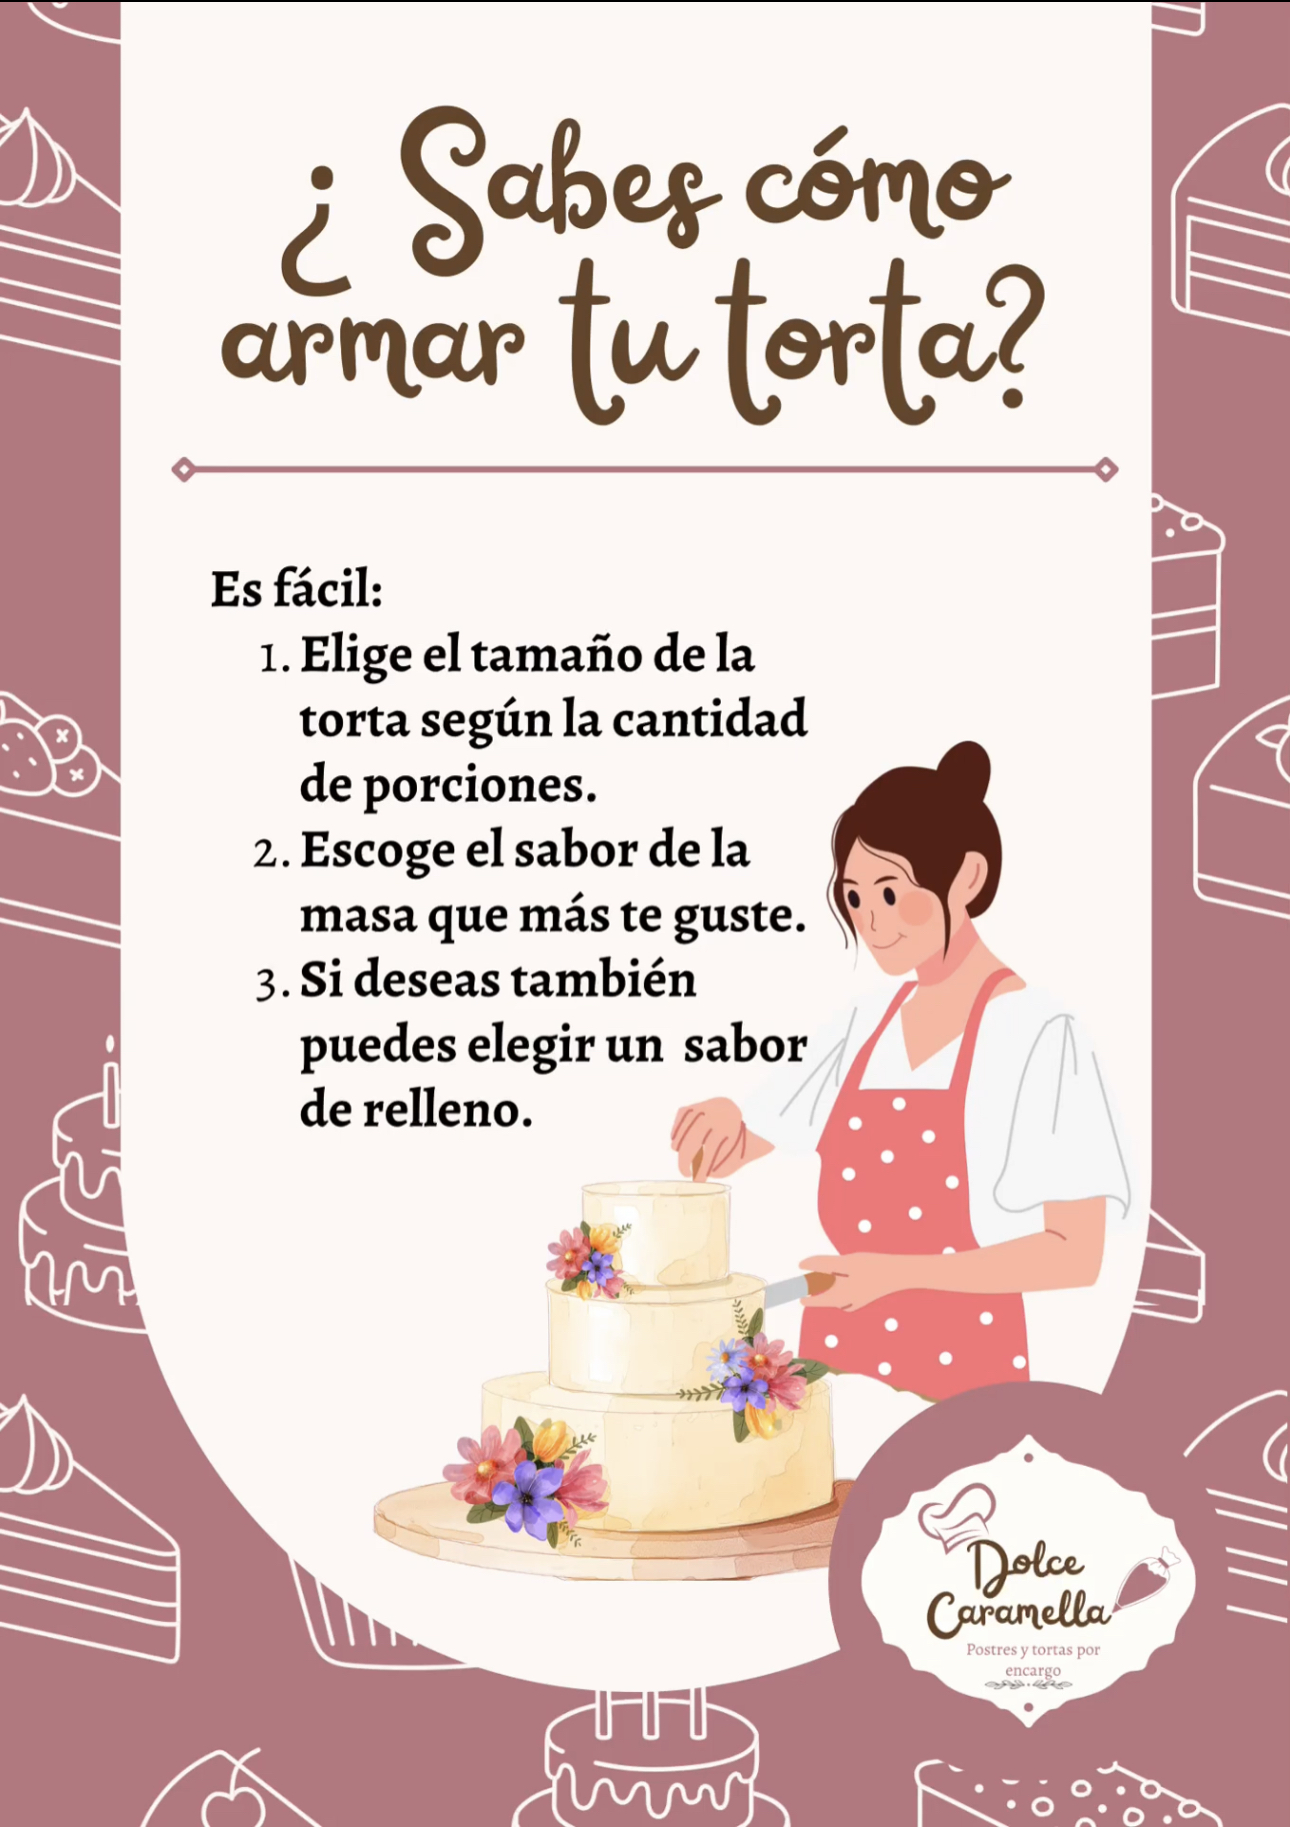 ¿ Sabes cómo
armar tu torta?
Es fácil:
1. Elige el tamaño de la
torta según la cantidad
de porciones.
2. Escoge el sabor de la
masa que más te guste.
3. Si deseas también
puedes elegir un  sabor
de relleno.
Dolce
Caramella
Postres y tortas por
encargo